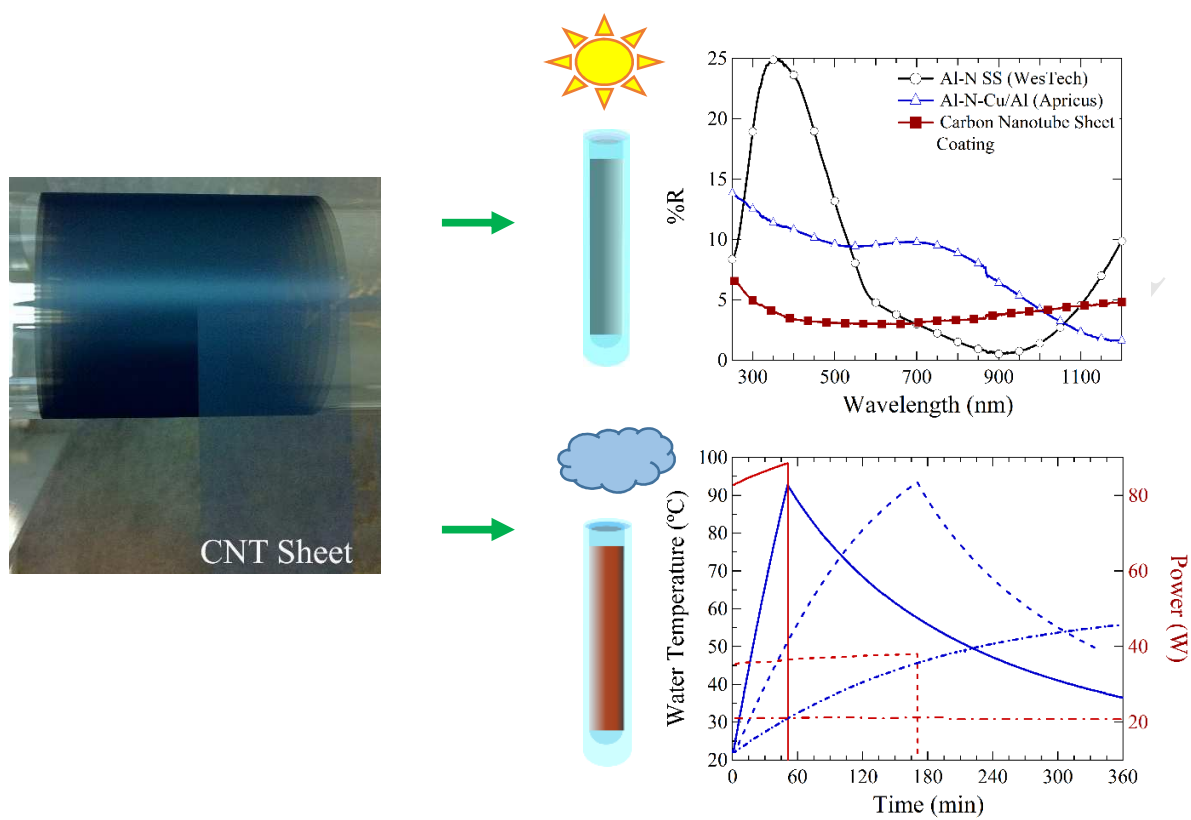 CNT Sheet
25
20
15
10
5
0
%R
Al-N SS (WesTech)
Al-N-Cu/Al (Apricus)
Carbon Nanotube Sheet
Coating
300 500 700 900 1100
Wavelength (nm)
100
90
80
70
60
50
40
30
20
Water Temperature (ºC)
80
60
40
20
Power (W)
0 60 120 180 240 300 360
Time (min)